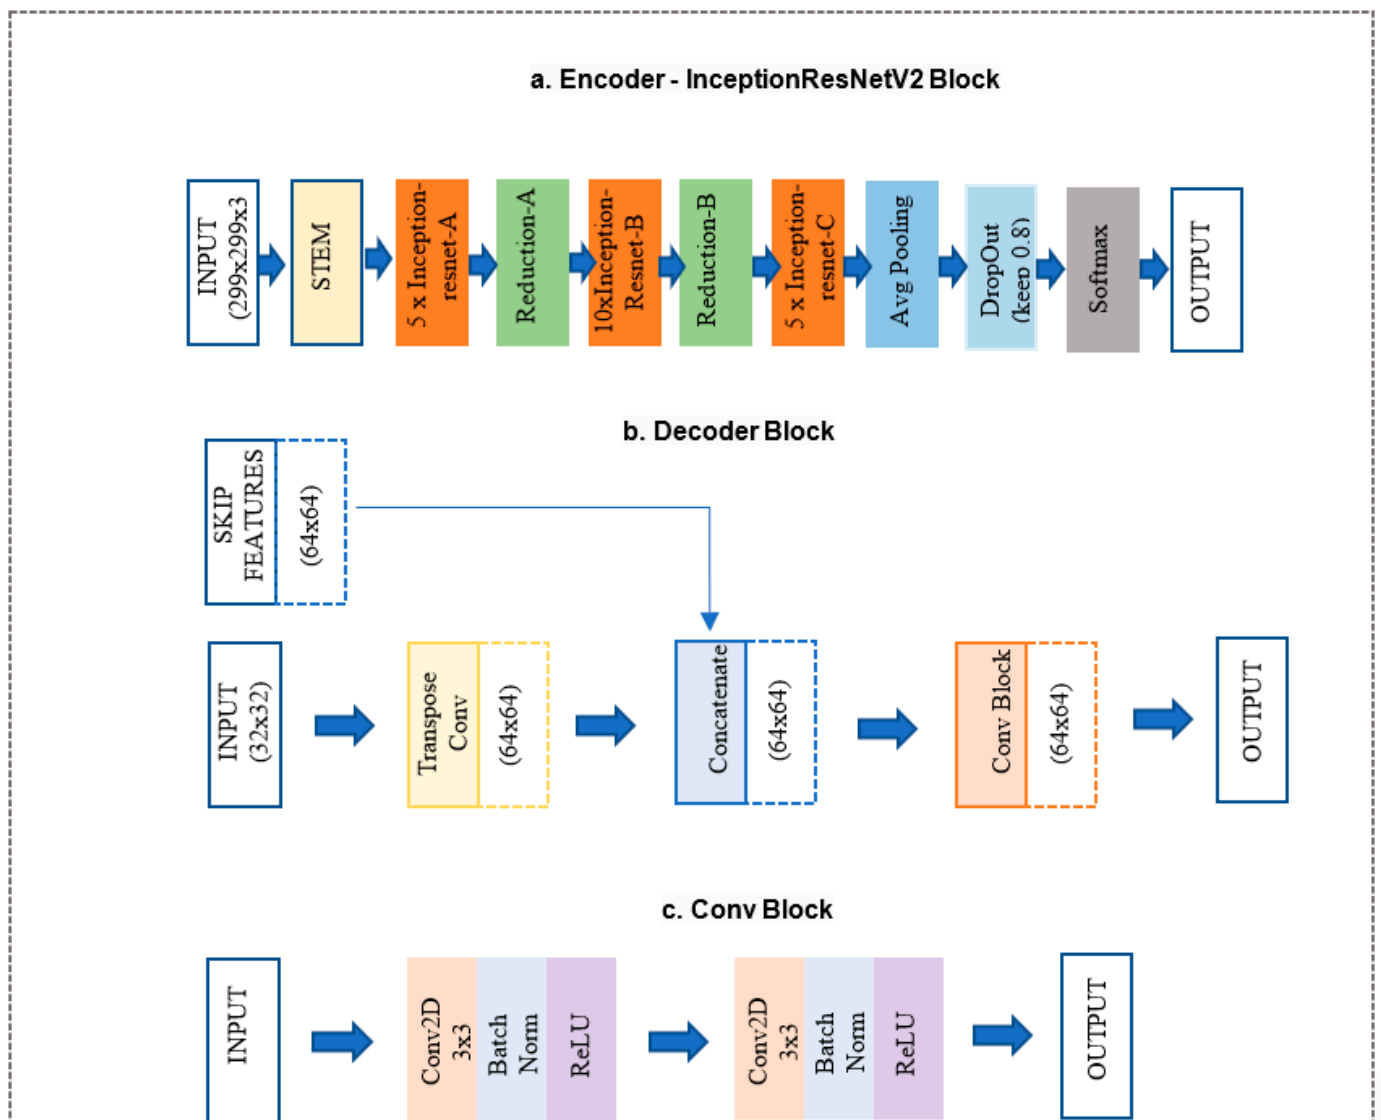 a. Encoder - InceptionResNetV2 Block
INPUT
(299x299x3
STEM
5 x Inception-
resnet-A
Reduction-A
10xInception-
Resnet-B
Reduction-B
5 x Inception-
resnet-C
Avg Pooling
DropOut
(keep 0.8)
Softmax
OUTPUT
b. Decoder Block
SKIP
FEATURES
(64x64)
INPUT
(32x32)
Transpose
Conv
(64x64)
Concatenate
(64x64)
Conv Block
(64x64)
OUTPUT
c. Conv Block
INPUT
Conv2D
3x3
Batch
Norm
ReLU
Conv2D
3x3
Batch
Norm
ReLU
OUTPUT